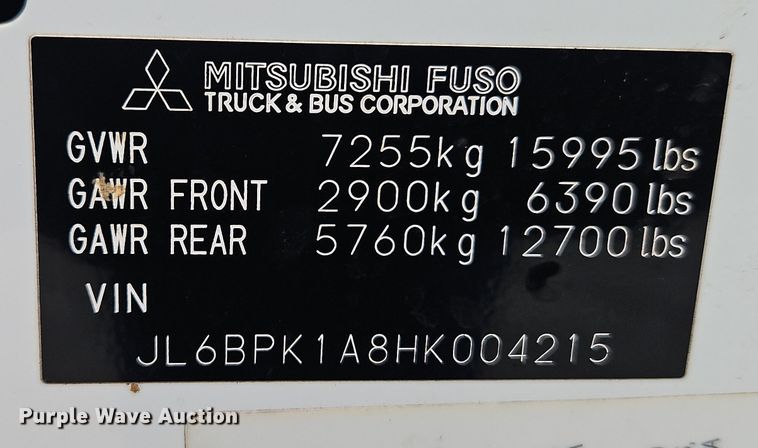 MITSUBISHI FUSO
TRUCK & BUS CORPORATION
GVWR 7255kg 15995lbs
GAWR FRONT 2900kg 6390lbs
GAWR REAR 5760kg 12700lbs
VIN
JL6BPK1A8HK004215
Purple Wave Auction